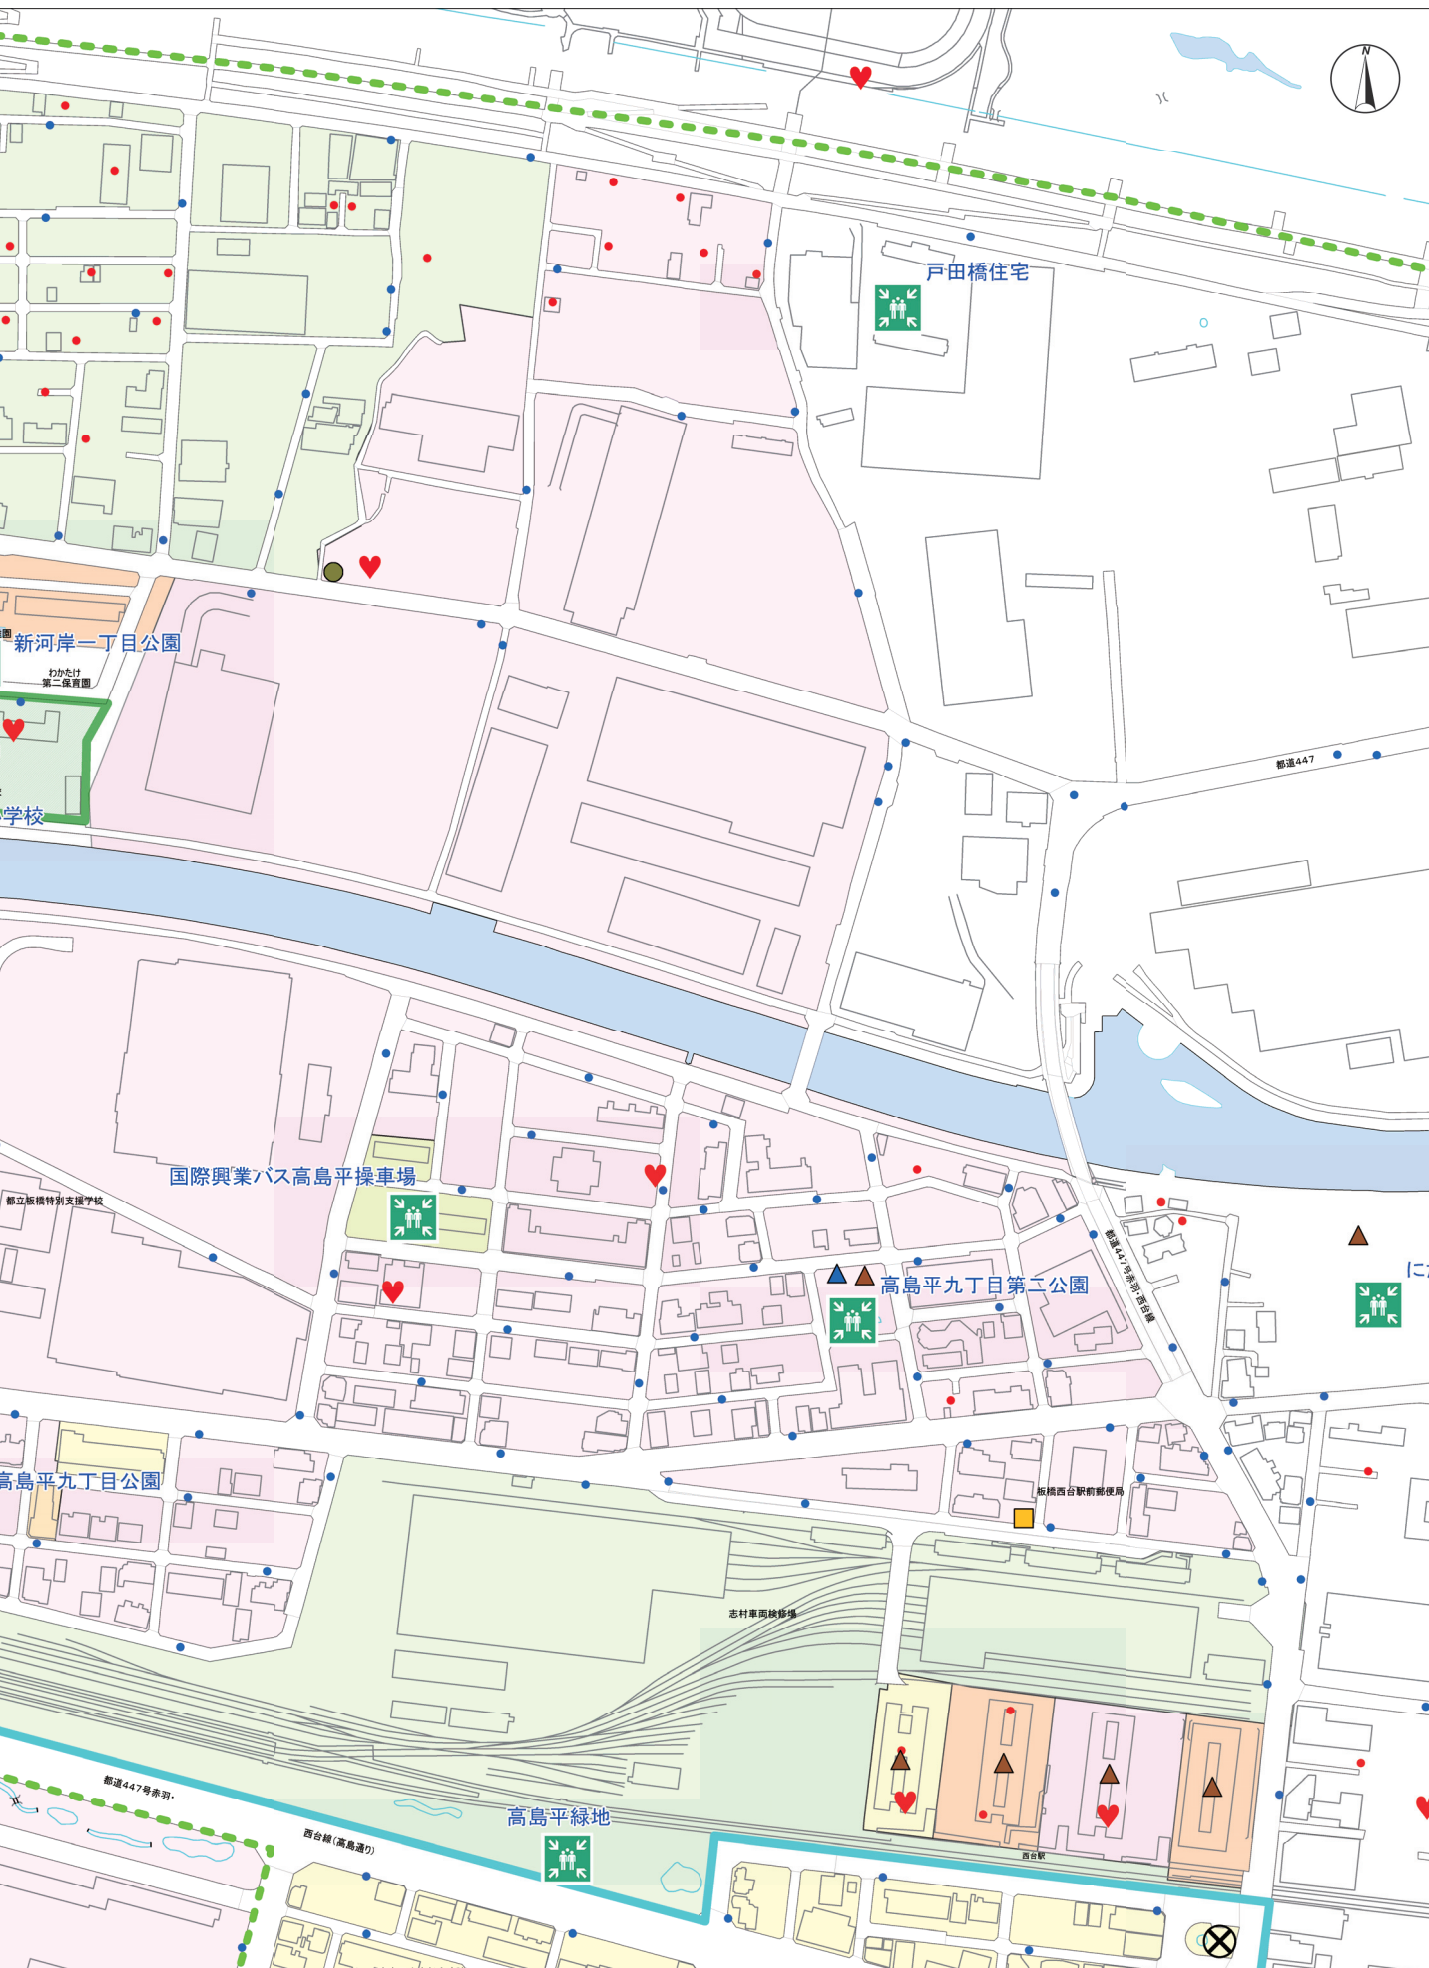 N
戸田橋住宅
園
新河岸一丁目公園
わかたけ
第二保育園
学校
都道447
国際興業バス高島平操車場
都立板橋特別支援学校
都道447号赤羽・西台線
高島平九丁目第二公園
高島平九丁目公園
板橋西台駅前郵便局
志村車両検修場
都道447号赤羽・
西台線(高島通り)
高島平緑地
西台駅